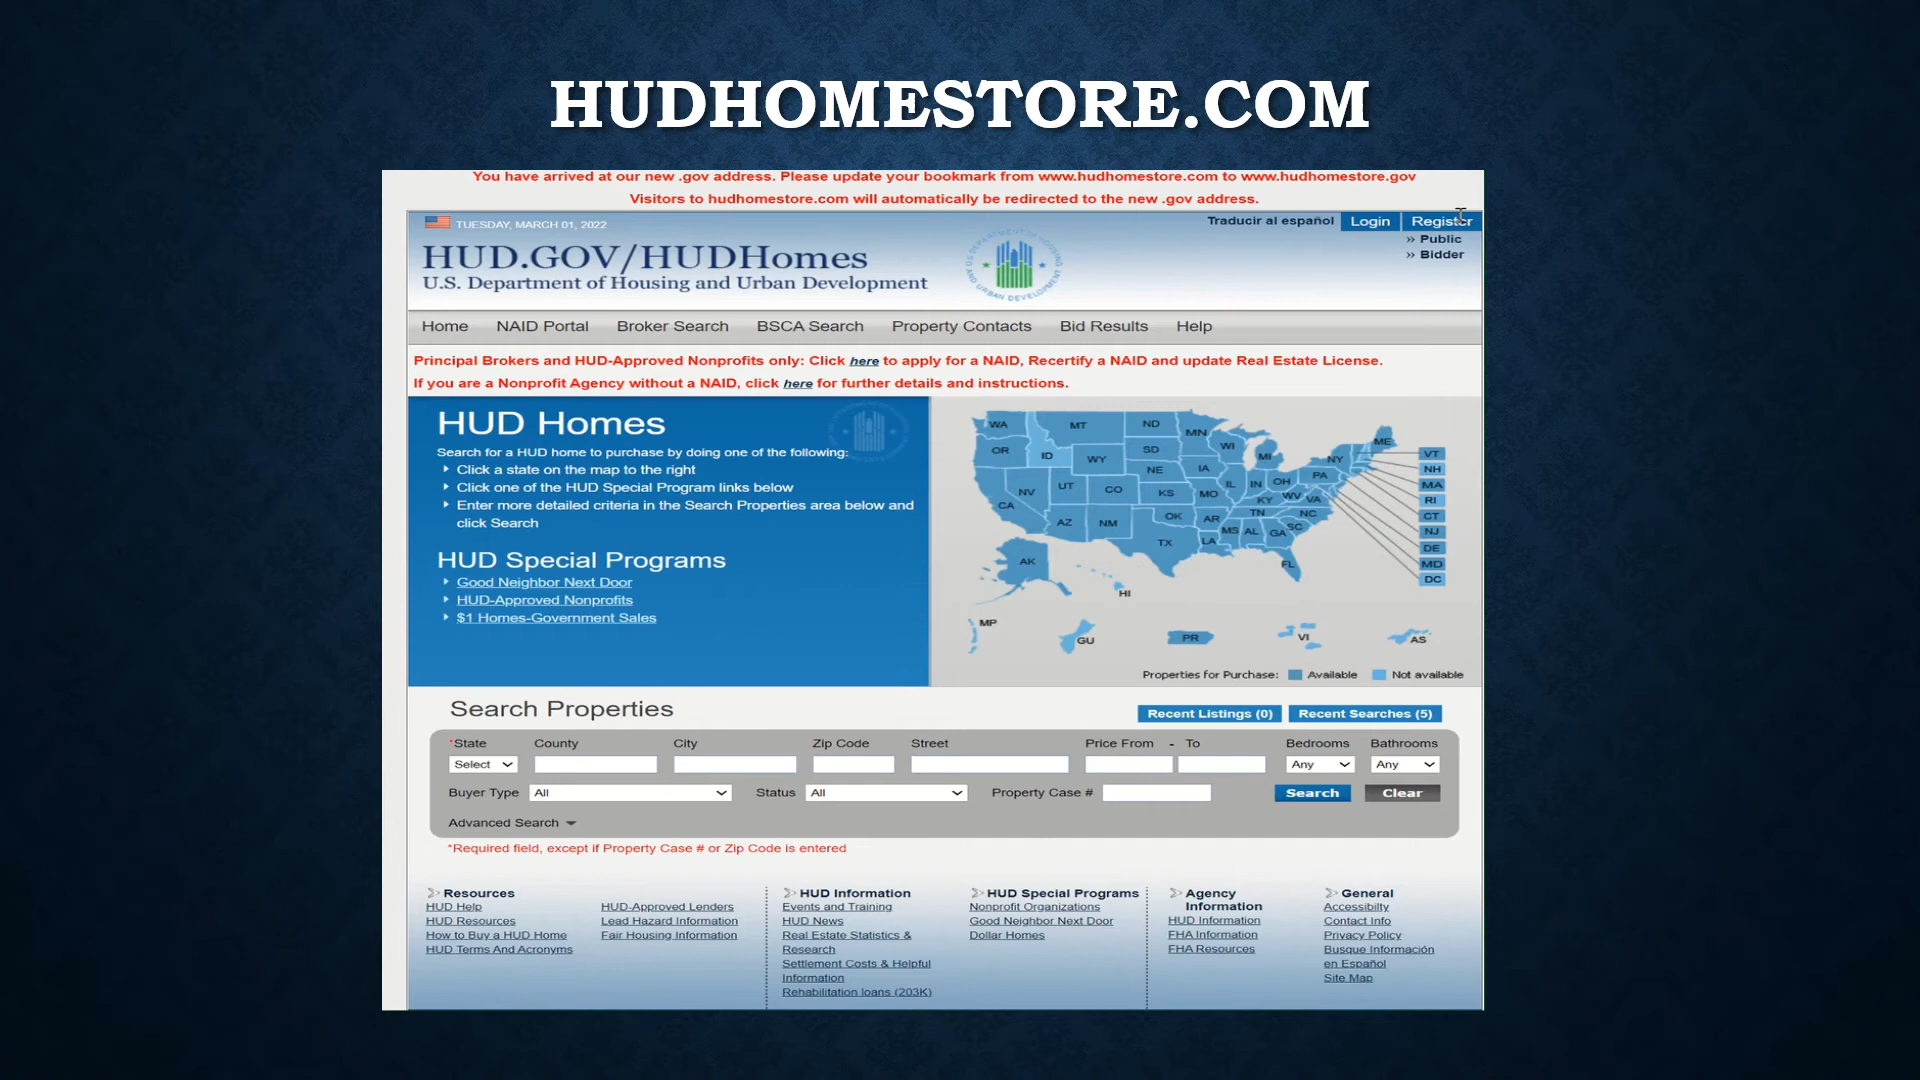 HUDHOMESTORE.COM
You have arrived at our new .gov address. Please update your bookmark from www.hudhomestore.com to www.hudhomestore.gov
Visitors to hudhomestore.com will automatically be redirected to the new .gov address.
TUESDAY, MARCH 01, 2022
Traducir al español Login Register
» Public
» Bidder
HUD.GOV/HUDHomes
U.S. Department of Housing and Urban Development
Home NAID Portal Broker Search BSCA Search Property Contacts Bid Results Help
Principal Brokers and HUD-Approved Nonprofits only: Click here to apply for a NAID, Recertify a NAID and update Real Estate License.
If you are a Nonprofit Agency without a NAID, click here for further details and instructions.
HUD Homes
Search for a HUD home to purchase by doing one of the following:
Click a state on the map to the right
Click one of the HUD Special Program links below
Enter more detailed criteria in the Search Properties area below and
click Search
HUD Special Programs
Good Neighbor Next Door
HUD-Approved Nonprofits
$1 Homes-Government Sales
WA MT ND MN ME
OR ID WY SD WI MI NY VT
NH
NV UT CO NE IA IL IN OH PA MA
CA KS MO KY WV VA RI
AZ NM OK AR TN NC CT
TX LA MS AL GA SC NJ
AK FL DE
HI MD
DC
MP GU PR VI AS
Properties for Purchase: Available Not available
Search Properties
Recent Listings (0) Recent Searches (5)
*State County City Zip Code Street Price From - To Bedrooms Bathrooms
Select Any Any
Buyer Type All Status All Property Case # Search Clear
Advanced Search
*Required field, except if Property Case # or Zip Code is entered
Resources
HUD Help
HUD Resources
How to Buy a HUD Home
HUD Terms And Acronyms
HUD-Approved Lenders
Lead Hazard Information
Fair Housing Information
HUD Information
Events and Training
HUD News
Real Estate Statistics &
Research
Settlement Costs & Helpful
Information
Rehabilitation loans (203K)
HUD Special Programs
Nonprofit Organizations
Good Neighbor Next Door
Dollar Homes
Agency
Information
HUD Information
FHA Information
FHA Resources
General
Accessibilty
Contact Info
Privacy Policy
Busque Información
en Español
Site Map